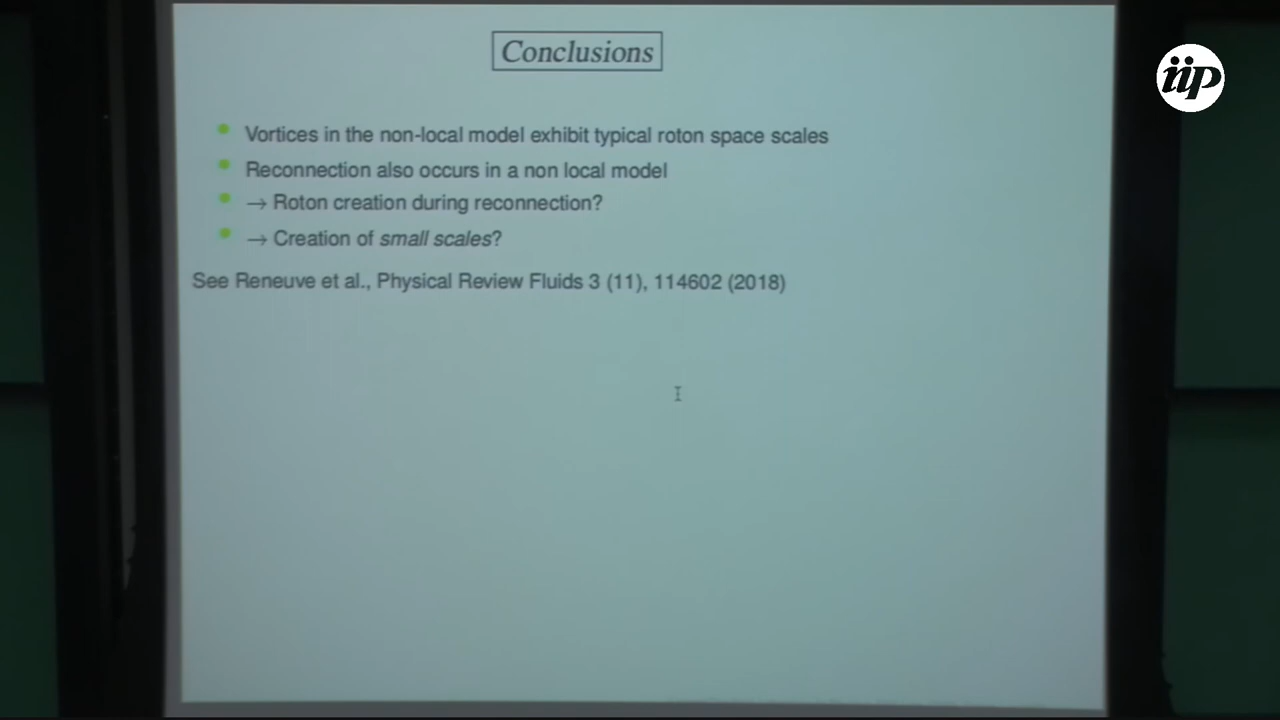 Conclusions
Vortices in the non-local model exhibit typical roton space scales
Reconnection also occurs in a non local model
→ Roton creation during reconnection?
→ Creation of small scales?
See Reneuve et al., Physical Review Fluids 3 (11), 114602 (2018)
iip